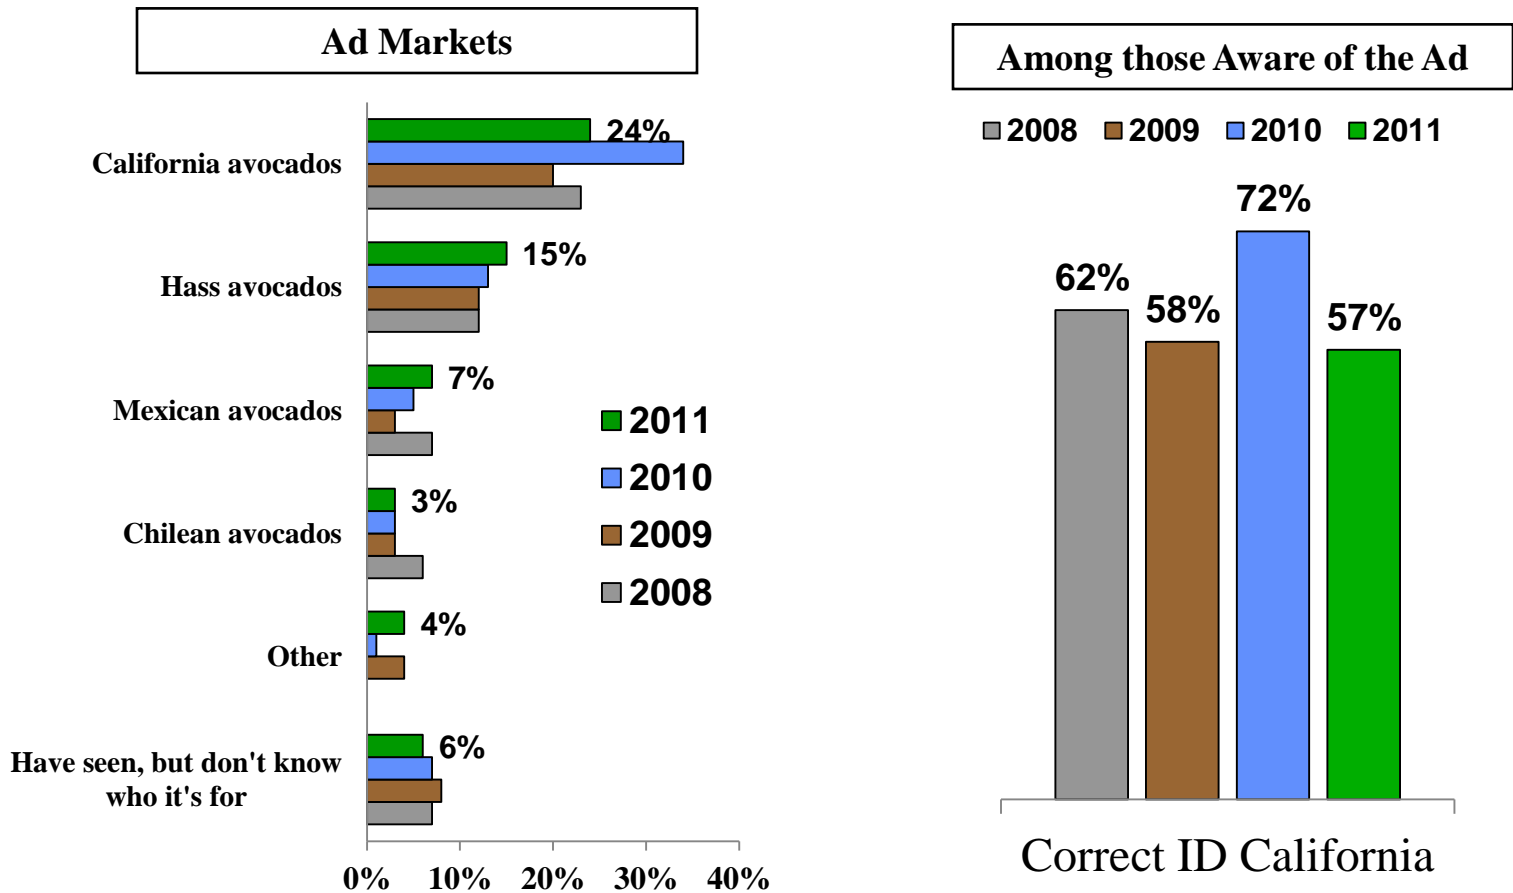 Ad Markets
California avocados
24%
Hass avocados
15%
Mexican avocados
7%
Chilean avocados
3%
Other
4%
Have seen, but don't know
who it's for
6%
2011
2010
2009
2008
0% 10% 20% 30% 40%
Among those Aware of the Ad
2008 2009 2010 2011
62%
58%
72%
57%
Correct ID California